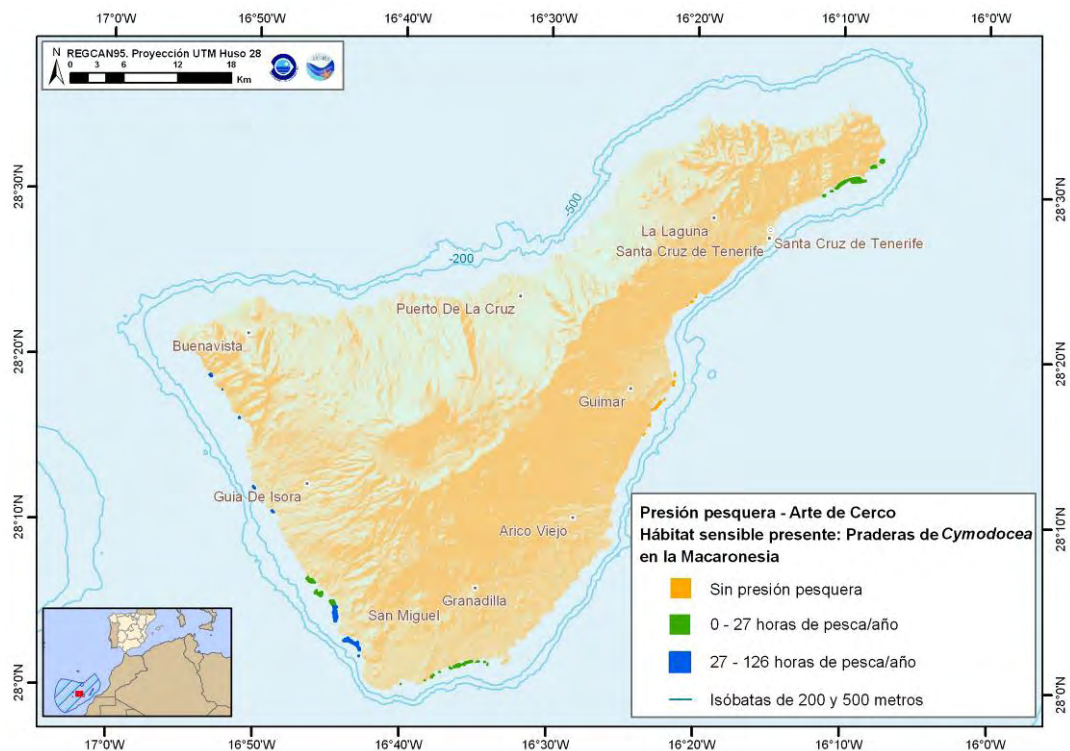 17°0'W 16°50'W 16°40'W 16°30'W 16°20'W 16°10'W 16°0'W
N REGCAN95. Proyección UTM Huso 28
0 3 6 12 18
Km
28°30'N 28°30'N
-500
-200
La Laguna
Santa Cruz de Tenerife
Santa Cruz de Tenerife
Puerto De La Cruz
Buenavista
28°20'N 28°20'N
Guimar
Guia De Isora
28°10'N 28°10'N
Arico Viejo
Granadilla
San Miguel
28°0'N 28°0'N
Presión pesquera - Arte de Cerco
Hábitat sensible presente: Praderas de Cymodocea
en la Macaronesia
Sin presión pesquera
0 - 27 horas de pesca/año
27 - 126 horas de pesca/año
Isóbatas de 200 y 500 metros
17°0'W 16°50'W 16°40'W 16°30'W 16°20'W 16°10'W